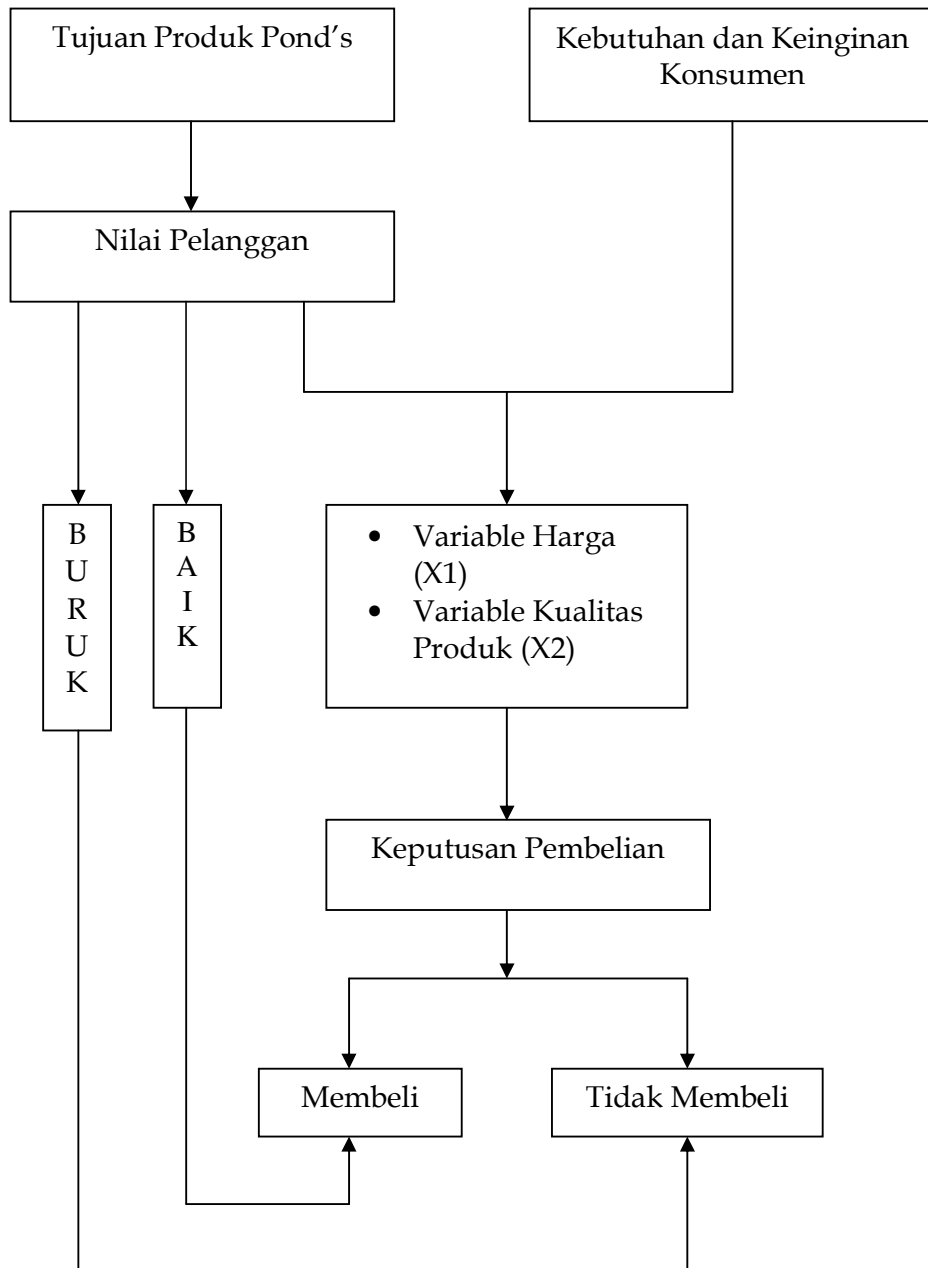 Tujuan Produk Pond’s
Kebutuhan dan Keinginan
Konsumen
Nilai Pelanggan
B
U
R
U
K
B
A
I
K
• Variable Harga
(X1)
• Variable Kualitas
Produk (X2)
Keputusan Pembelian
Membeli
Tidak Membeli